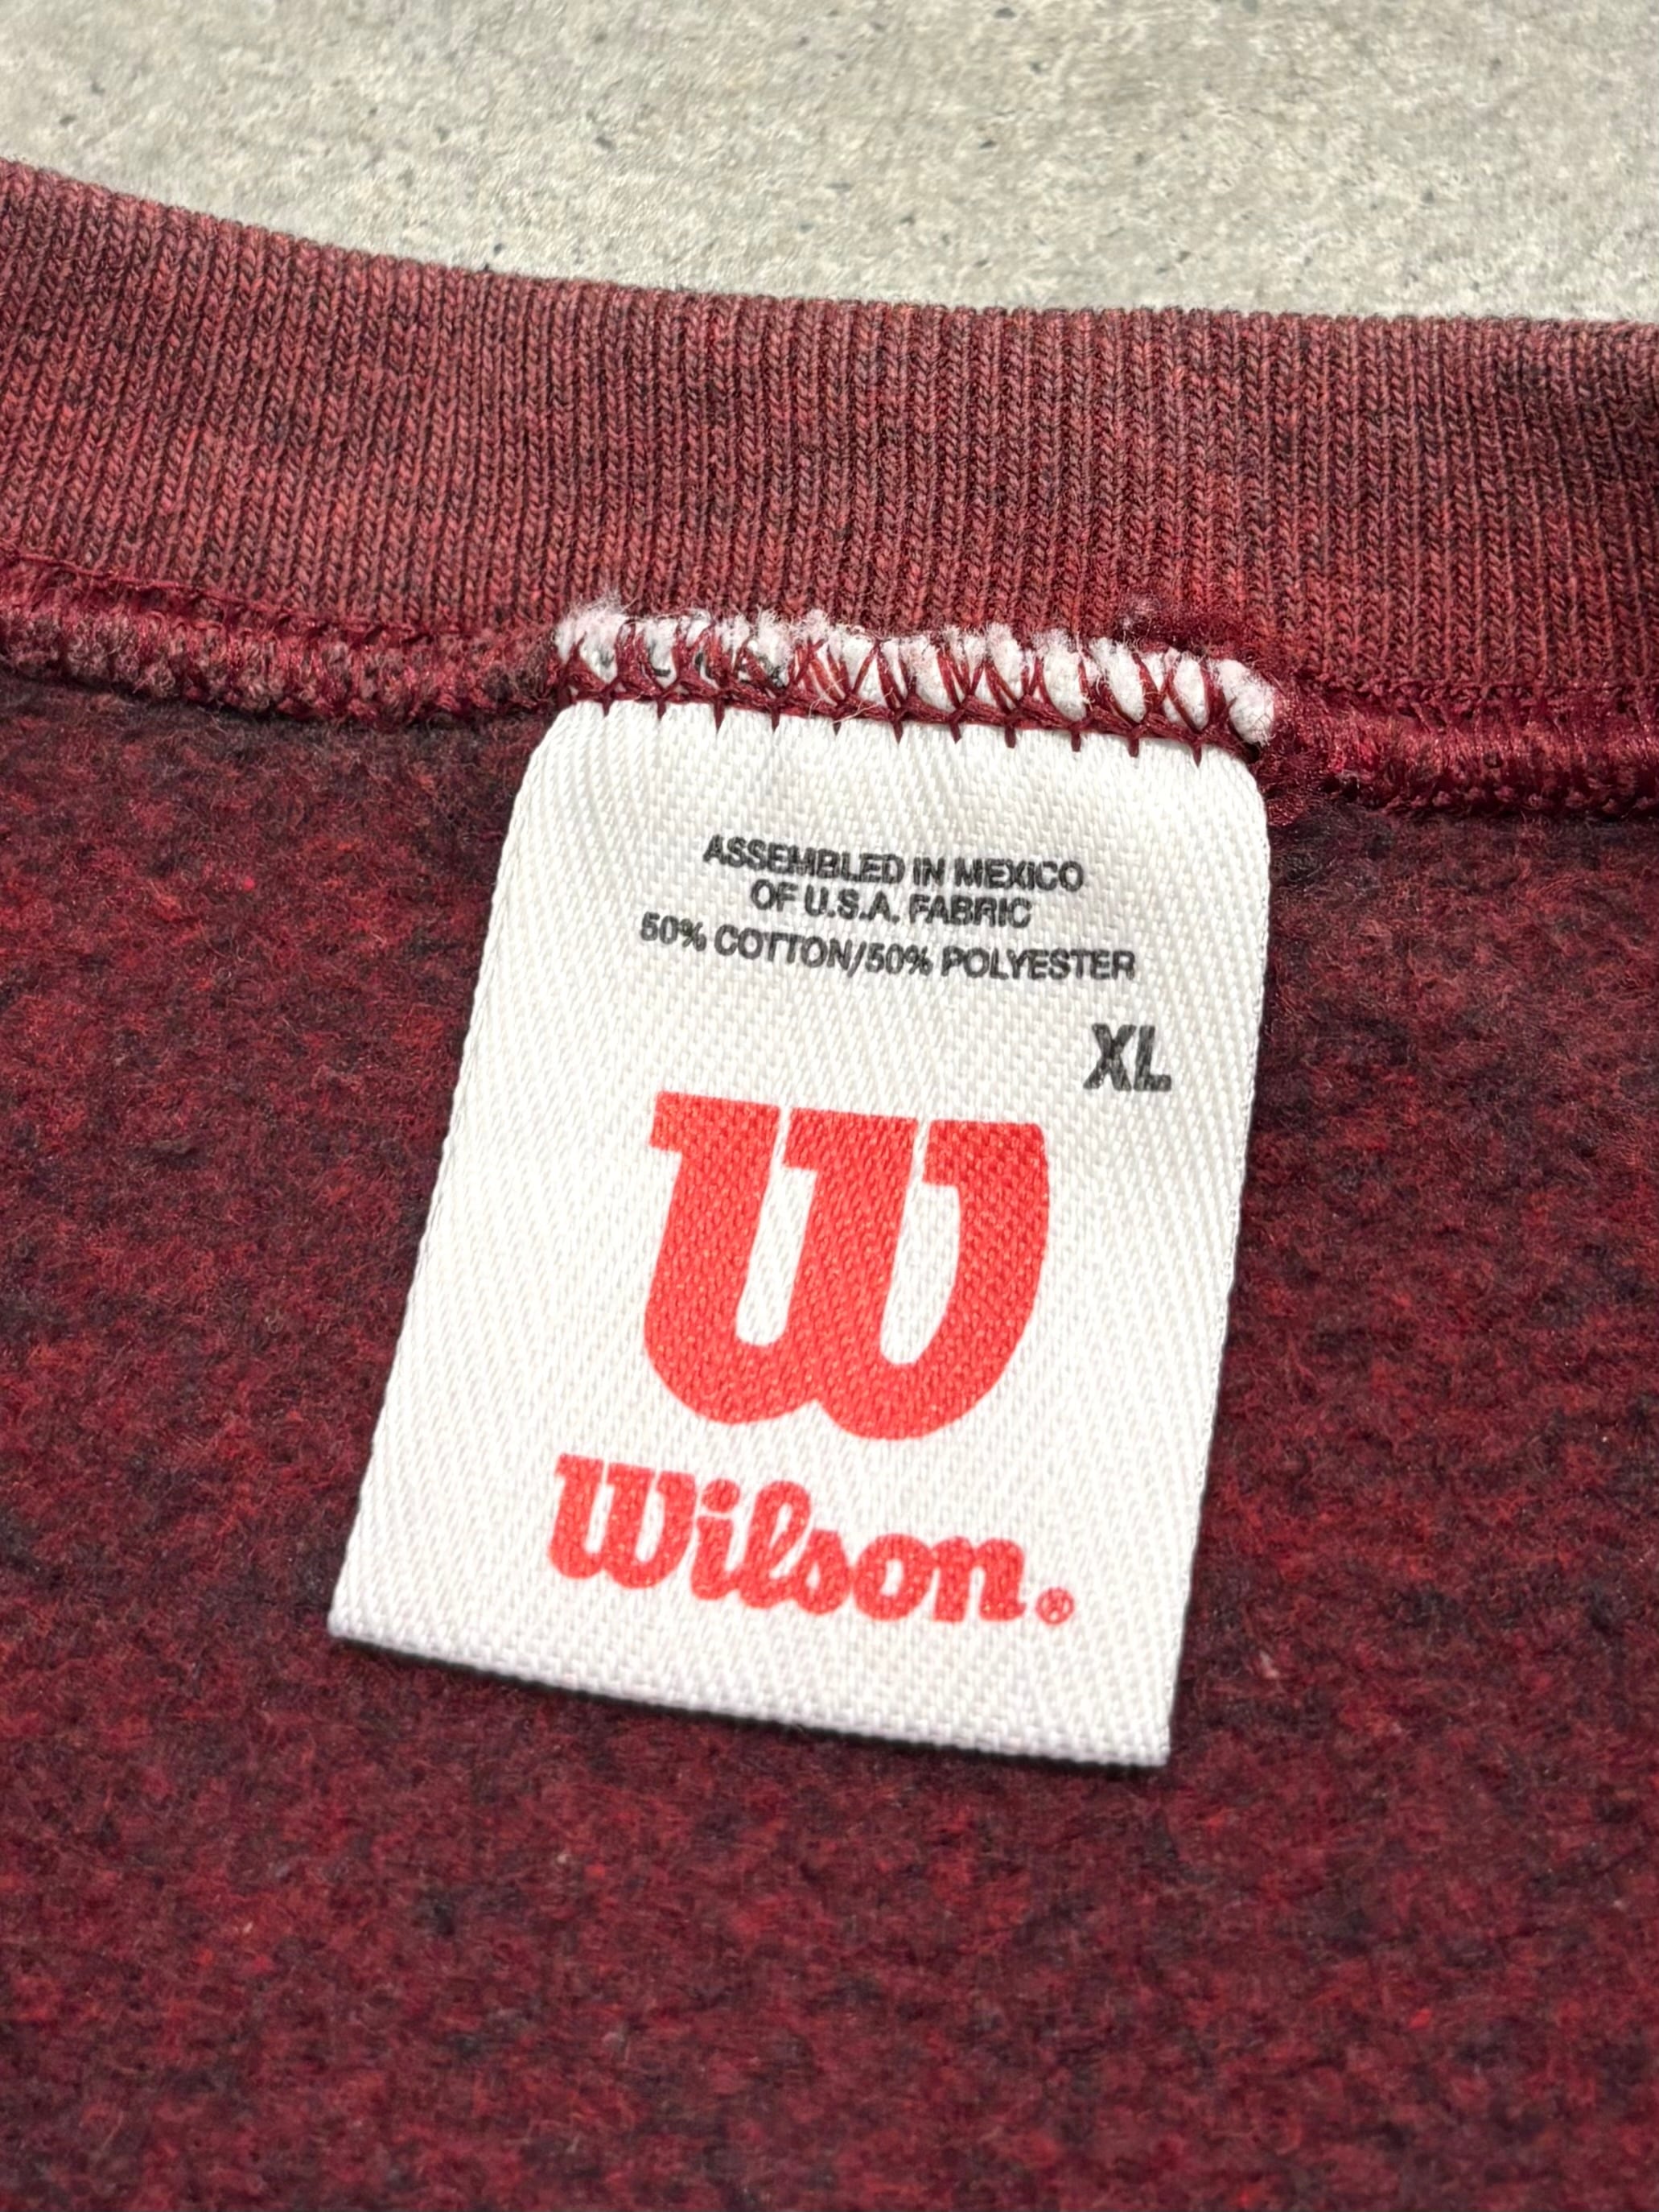 ASSEMBLED IN MEXICO
OF U.S.A. FABRIC
50% COTTON/50% POLYESTER
XL
W
Wilson®